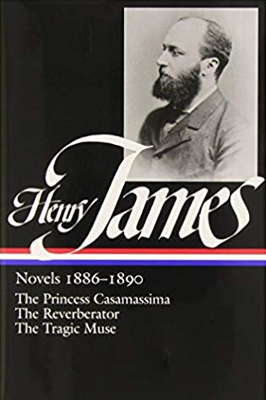 Henry James
Novels 1886–1890
The Princess Casamassima
The Reverberator
The Tragic Muse